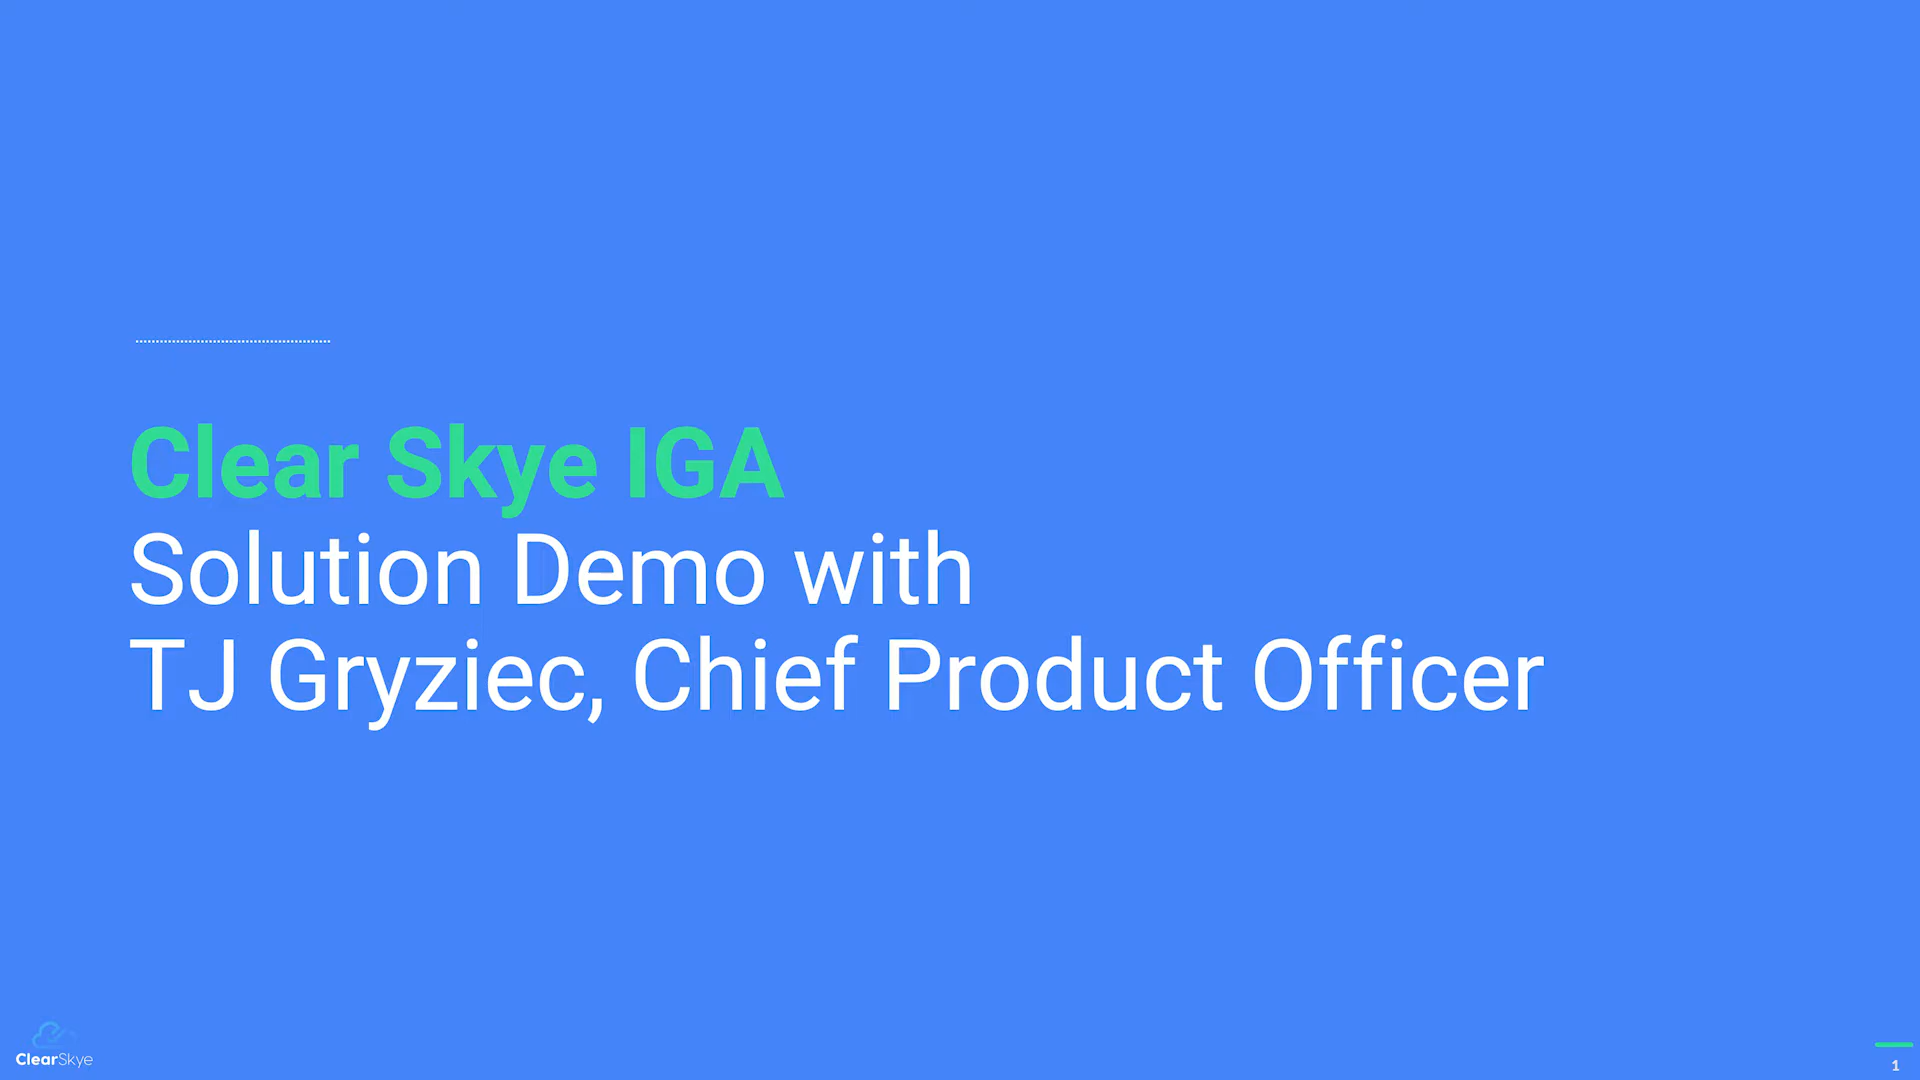 Clear Skye IGA
Solution Demo with
TJ Gryziec, Chief Product Officer
ClearSkye
1